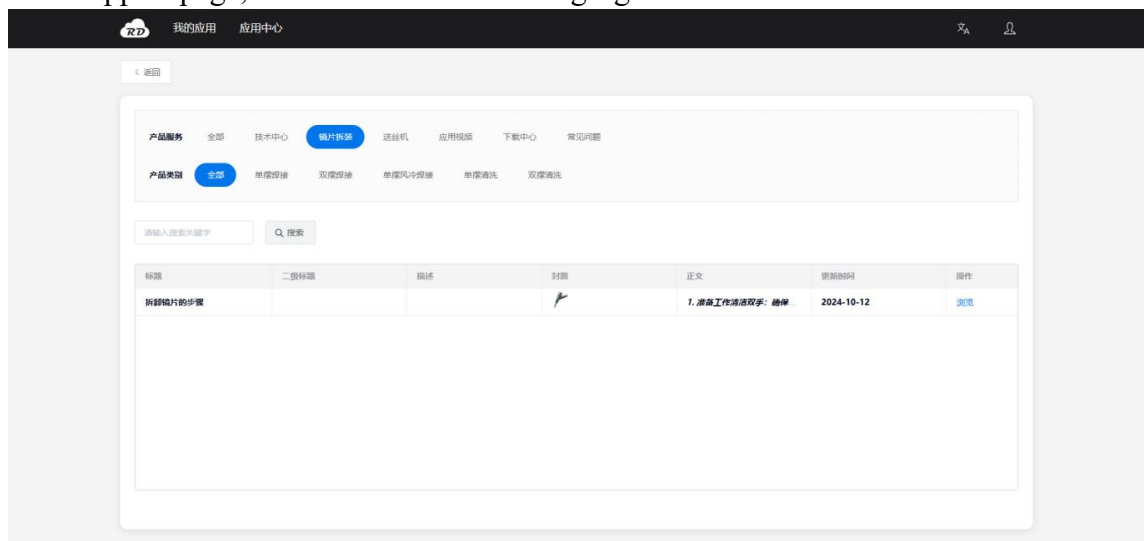 RD 我的应用 应用中心 文A
< 返回
产品服务 全部 技术中心 镜片拆装 送丝机 应用视频 下载中心 常见问题
产品类别 全部 单摆焊接 双摆焊接 单摆风冷焊接 单摆清洗 双摆清洗
请输入搜索关键字 搜索
标题 二级标题 描述 封面 正文 更新时间 操作
拆卸镜片的步骤 1. 准备工作清洁双手：确保... 2024-10-12 浏览